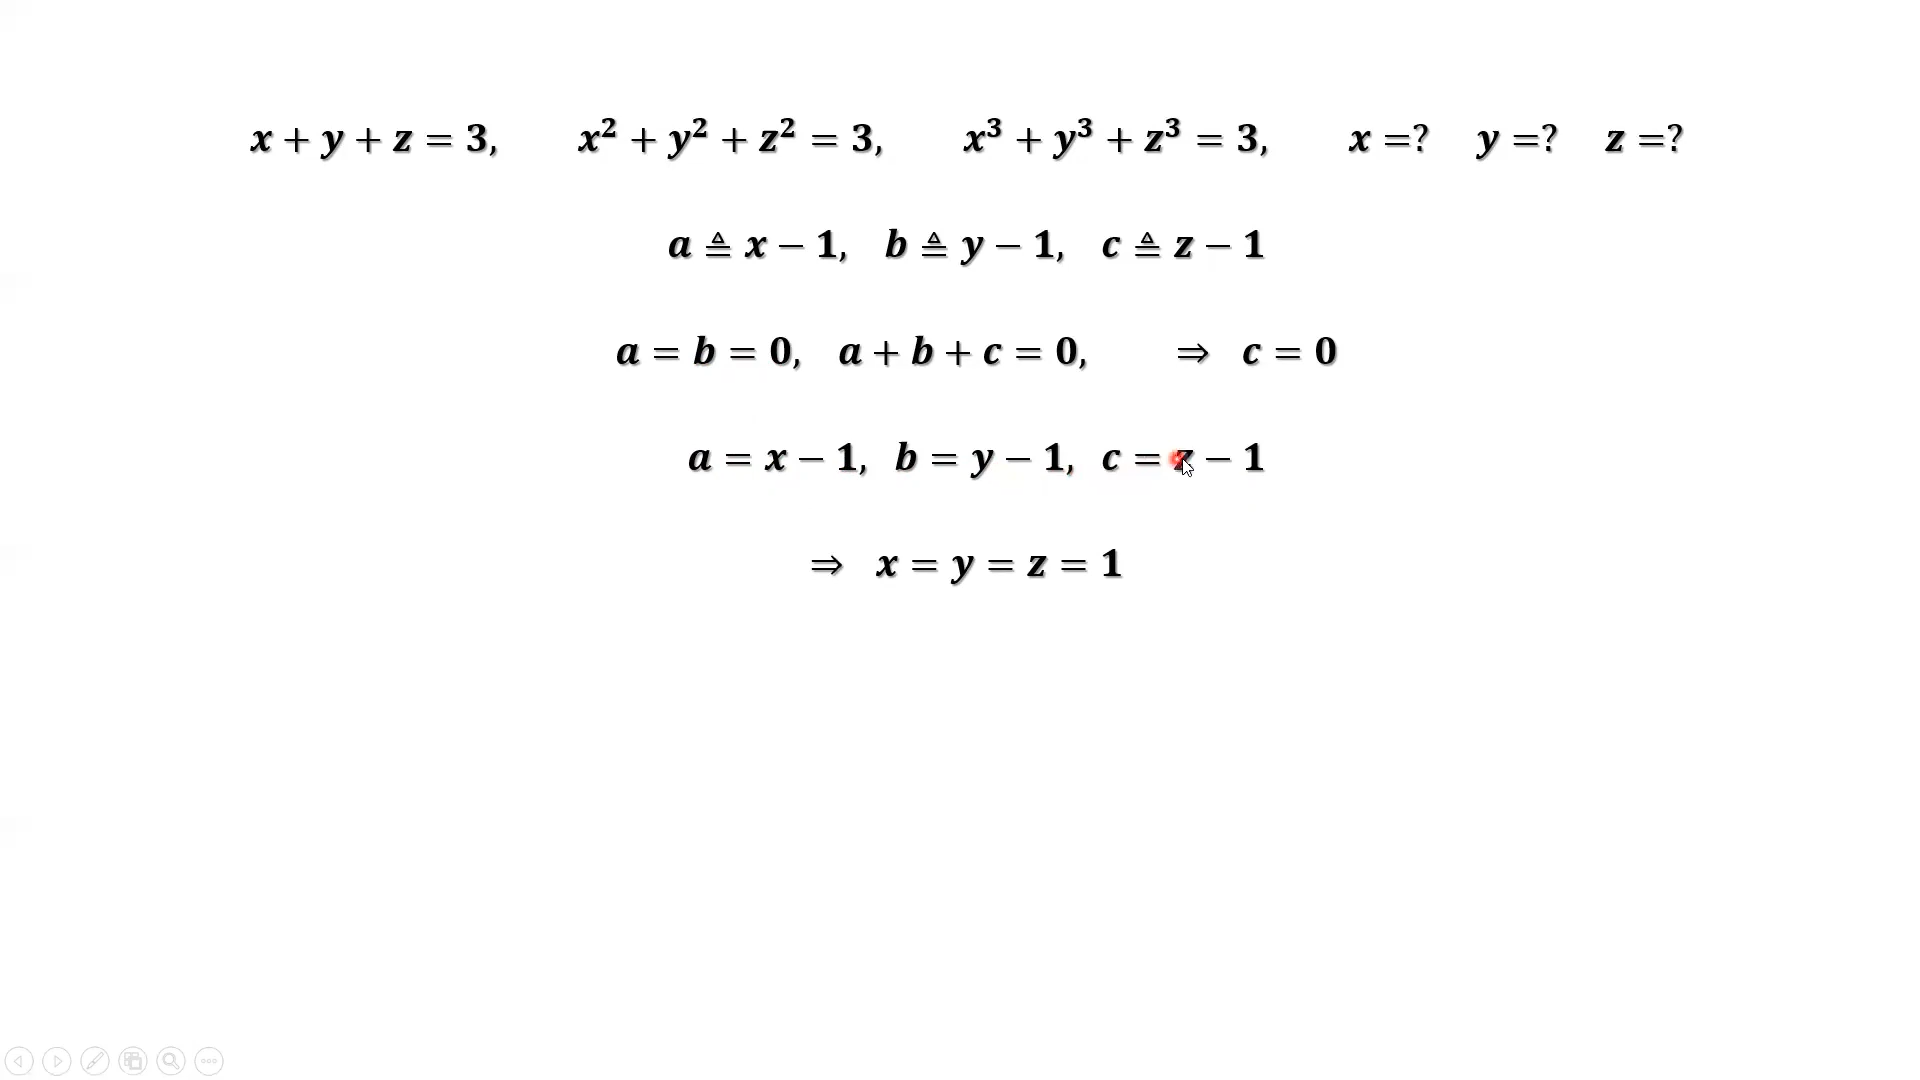 x + y + z = 3, x² + y² + z² = 3, x³ + y³ + z³ = 3, x =? y =? z =?
a ≜ x − 1, b ≜ y − 1, c ≜ z − 1
a = b = 0, a + b + c = 0, ⇒ c = 0
a = x − 1, b = y − 1, c = z − 1
⇒ x = y = z = 1